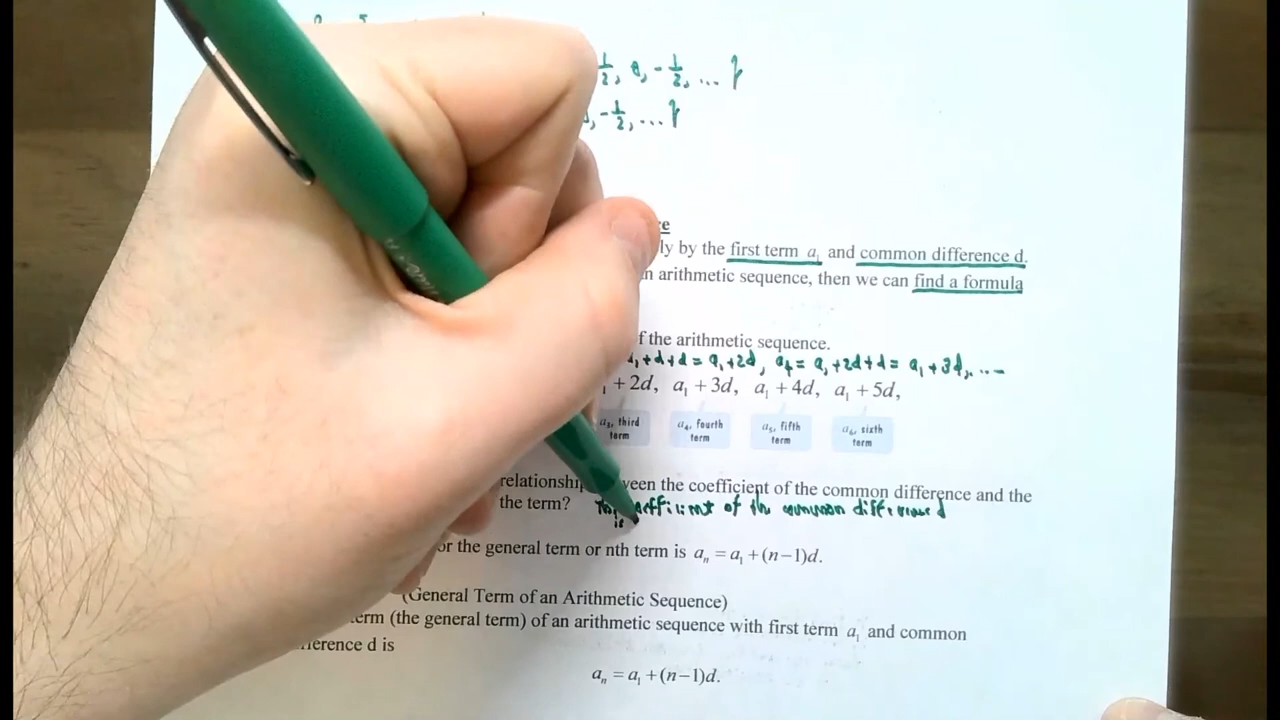 1/2, 0, -1/2, ... }
, -1/2, ... }
ly by the first term a₁ and common difference d.
arithmetic sequence, then we can find a formula
f the arithmetic sequence.
+d+d = a₁+2d, a₄ = a₁+2d+d = a₁+3d, ...
₁ + 2d, a₁ + 3d, a₁ + 4d, a₁ + 5d,
a₃, third term a₄, fourth term a₅, fifth term a₆, sixth term
veen the coefficient of the common difference and the
the term? of the common difference d
is
or the general term or nth term is aₙ = a₁ + (n−1)d.
(General Term of an Arithmetic Sequence)
erm (the general term) of an arithmetic sequence with first term a₁ and common
ference d is
aₙ = a₁ + (n−1)d.